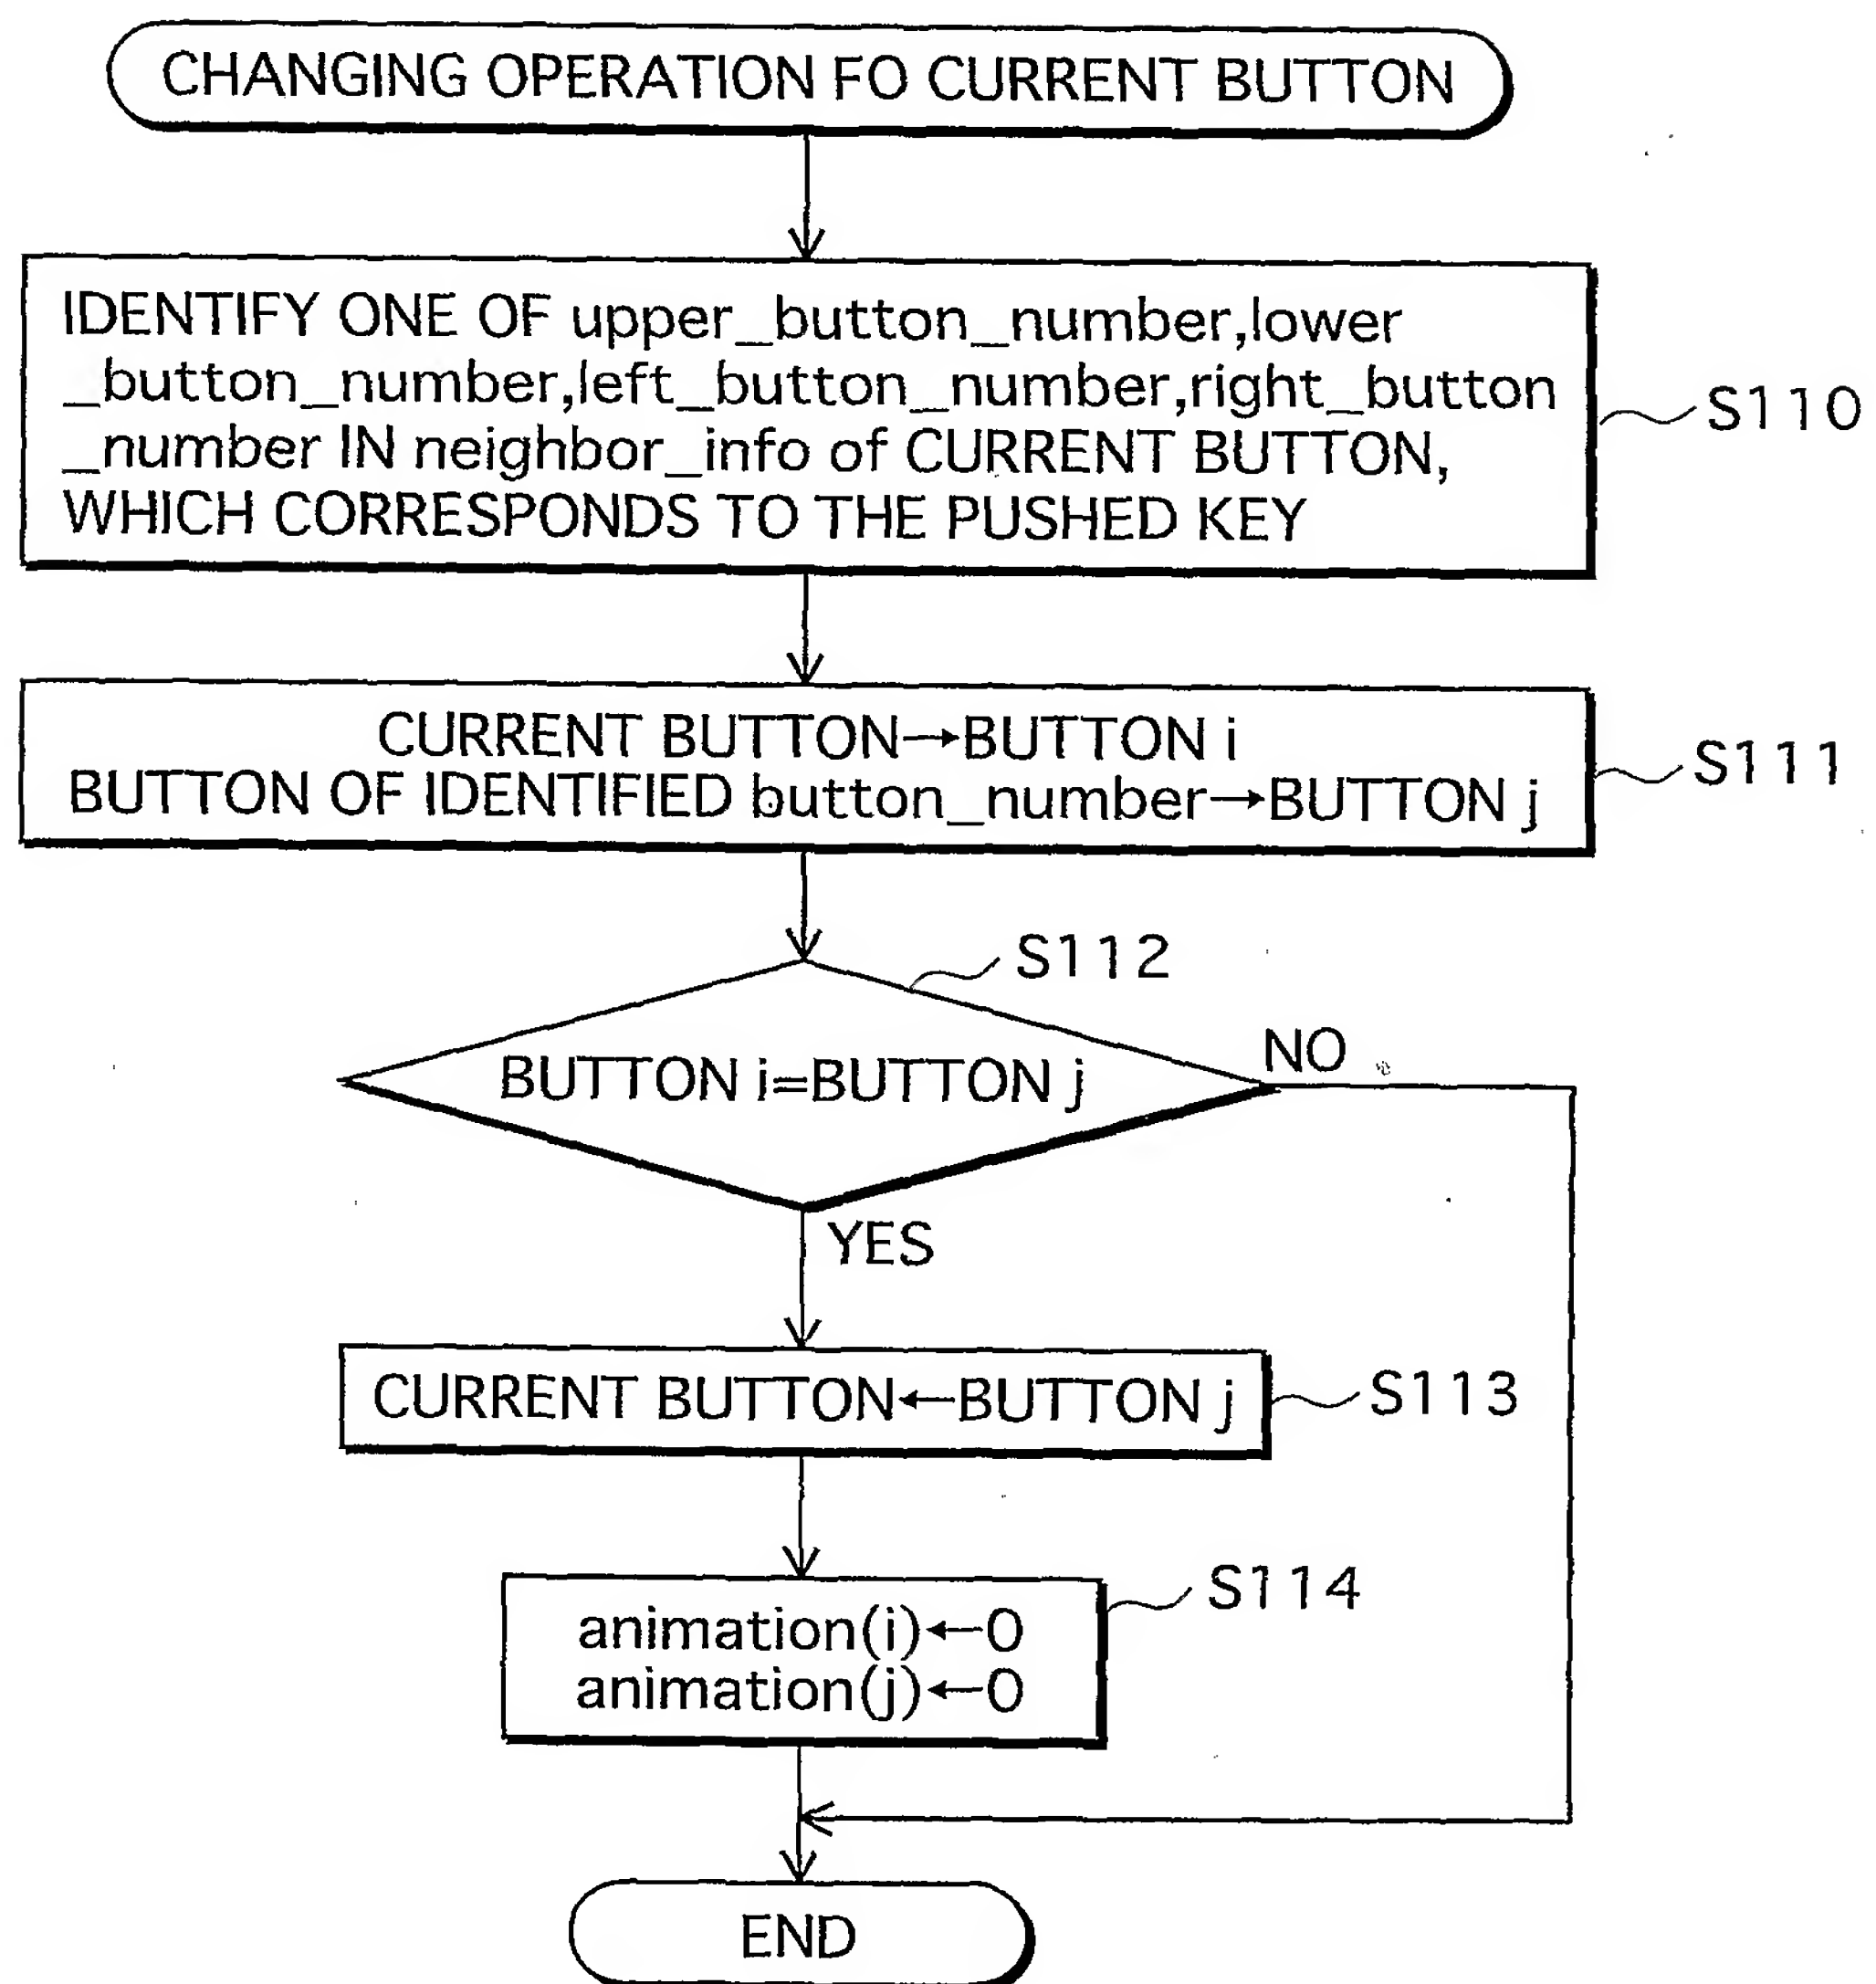 CHANGING OPERATION FO CURRENT BUTTON
IDENTIFY ONE OF upper_button_number,lower
_button_number,left_button_number,right_button
_number IN neighbor_info of CURRENT BUTTON,
WHICH CORRESPONDS TO THE PUSHED KEY
S110
CURRENT BUTTON→BUTTON i
BUTTON OF IDENTIFIED button_number→BUTTON j
S111
S112
BUTTON i=BUTTON j
NO
YES
CURRENT BUTTON←BUTTON j
S113
S114
animation(i)←0
animation(j)←0
END